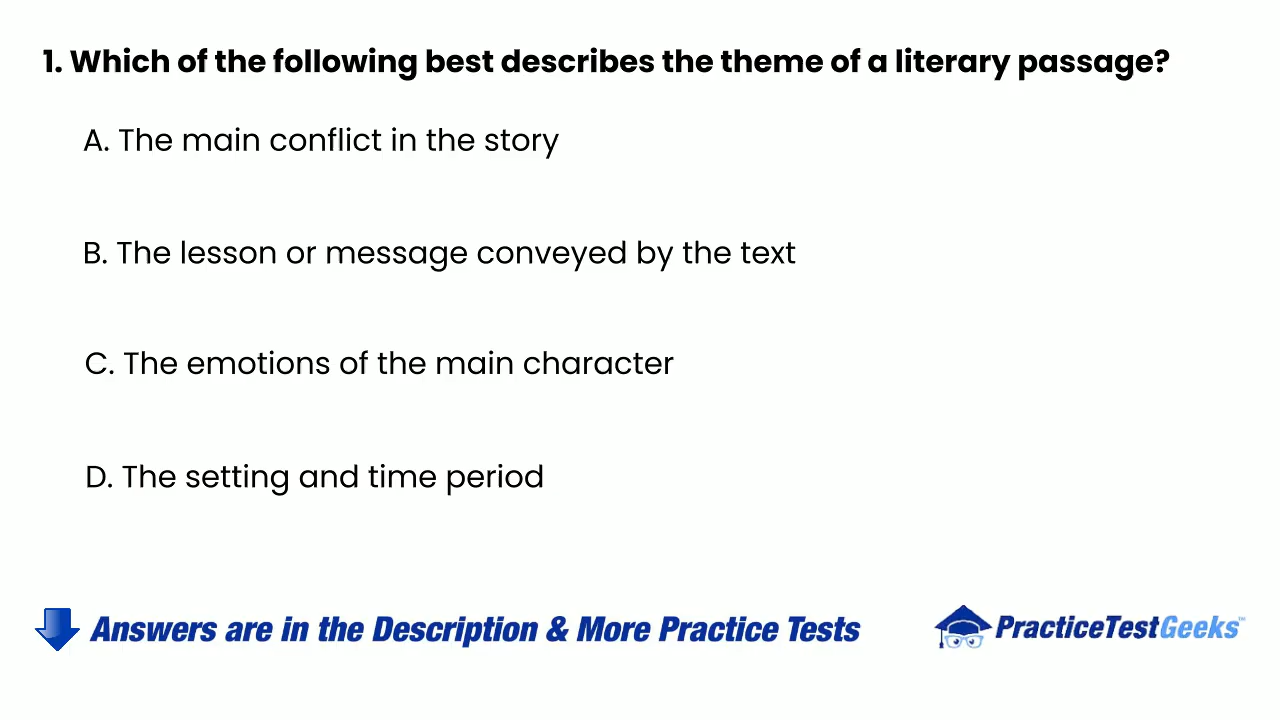 1. Which of the following best describes the theme of a literary passage?
A. The main conflict in the story
B. The lesson or message conveyed by the text
C. The emotions of the main character
D. The setting and time period
Answers are in the Description & More Practice Tests
PracticeTestGeeks™